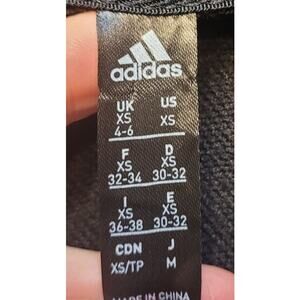 adidas
UK US
XS XS
4-6
F D
XS XS
32-34 30-32
I E
XS XS
36-38 30-32
CDN J
XS/TP M
MADE IN CHINA